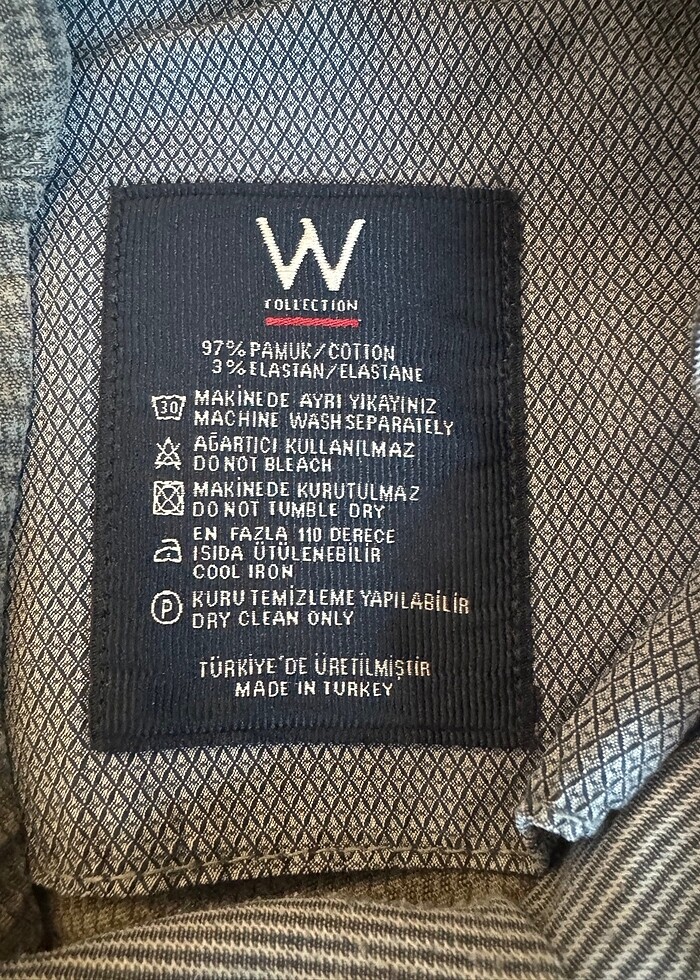 W
COLLECTION
97% PAMUK/COTTON
3% ELASTAN/ELASTANE
30 MAKİNEDE AYRI YIKAYINIZ
MACHINE WASH SEPARATELY
AĞARTICI KULLANILMAZ
DO NOT BLEACH
MAKİNEDE KURUTULMAZ
DO NOT TUMBLE DRY
EN FAZLA 110 DERECE
ISIDA ÜTÜLENEBİLİR
COOL IRON
P KURU TEMİZLEME YAPILABİLİR
DRY CLEAN ONLY
TÜRKİYE'DE ÜRETİLMİŞTİR
MADE IN TURKEY